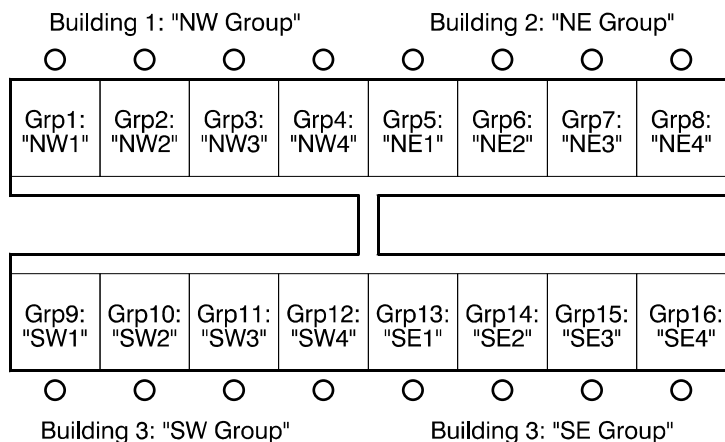 Building 1: "NW Group" Building 2: "NE Group"
Grp1: Grp2: Grp3: Grp4: Grp5: Grp6: Grp7: Grp8:
"NW1" "NW2" "NW3" "NW4" "NE1" "NE2" "NE3" "NE4"
Grp9: Grp10: Grp11: Grp12: Grp13: Grp14: Grp15: Grp16:
"SW1" "SW2" "SW3" "SW4" "SE1" "SE2" "SE3" "SE4"
Building 3: "SW Group" Building 3: "SE Group"